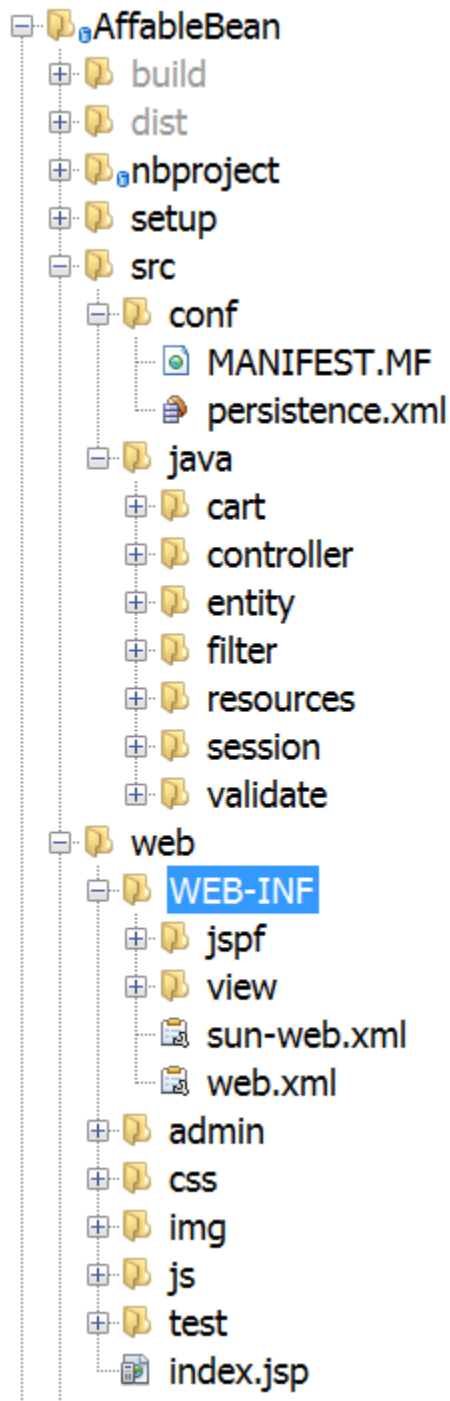 AffableBean
build
dist
nbproject
setup
src
conf
MANIFEST.MF
persistence.xml
java
cart
controller
entity
filter
resources
session
validate
web
WEB-INF
jspf
view
sun-web.xml
web.xml
admin
css
img
js
test
index.jsp